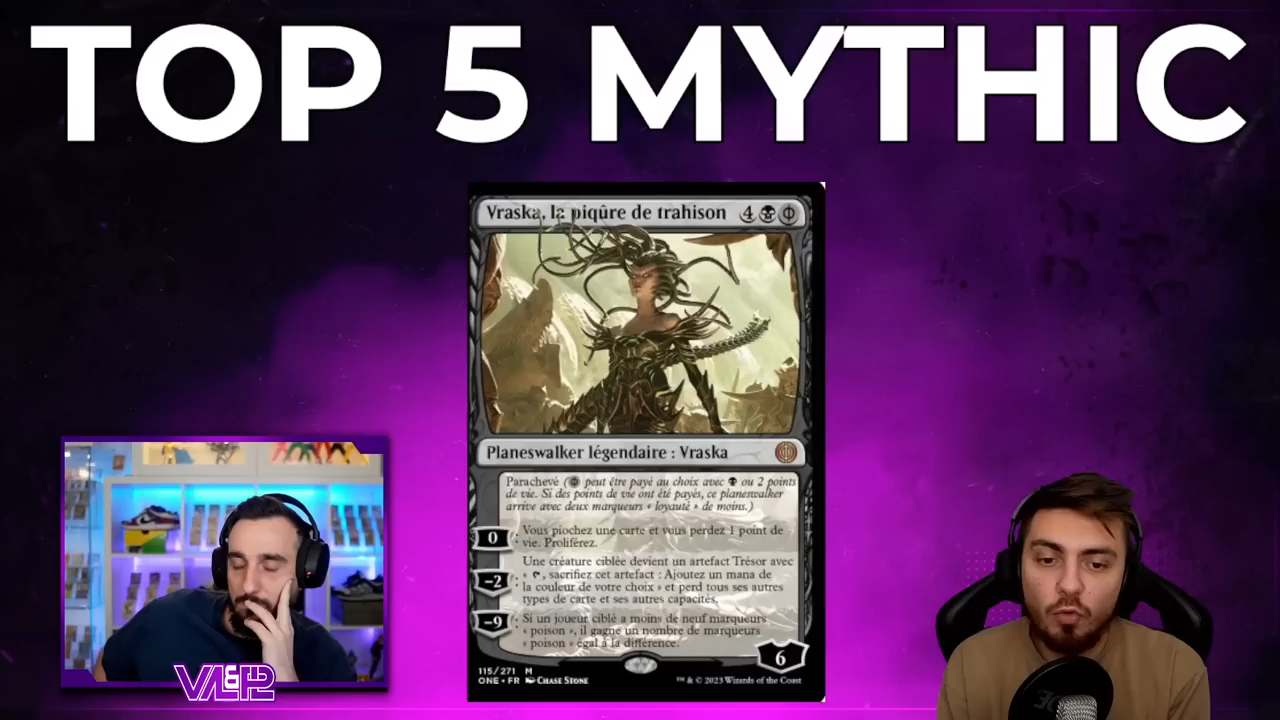 TOP 5 MYTHIC
Vraska, la piqûre de trahison 4
Planeswalker légendaire : Vraska
Parachevé ( peut être payé au choix avec ou 2 points
de vie. Si des points de vie ont été payés, ce planeswalker
arrive avec deux marqueurs « loyauté » de moins.)
0 : Vous piochez une carte et vous perdez 1 point de
vie. Proliférez.
Une créature ciblée devient un artefact Trésor avec
−2 : « , sacrifiez cet artefact : Ajoutez un mana de
la couleur de votre choix » et perd tous ses autres
types de carte et ses autres capacités.
−9 : Si un joueur ciblé a moins de neuf marqueurs
« poison », il gagne un nombre de marqueurs
« poison » égal à la différence.
6
115/271 M
ONE • FR CHASE STONE
™ & © 2023 Wizards of the Coast